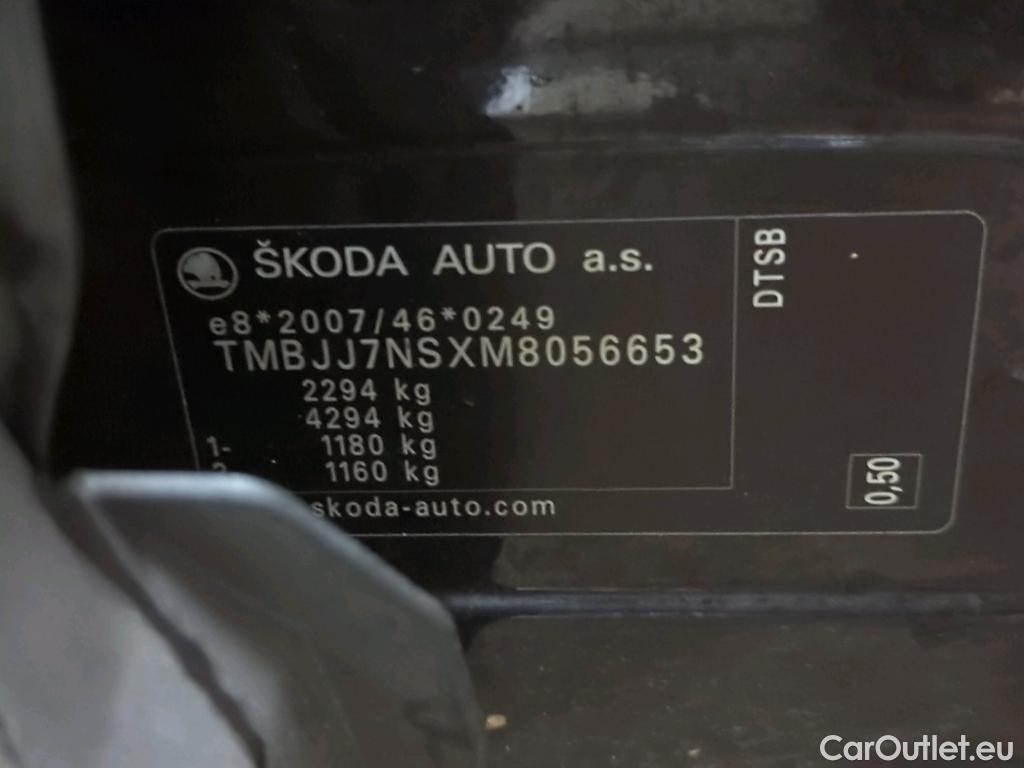 ŠKODA AUTO a.s.
e8*2007/46*0249
TMBJJ7NSXM8056653
2294 kg
4294 kg
1- 1180 kg
1160 kg
skoda-auto.com
DTSB
0,50
CarOutlet.eu